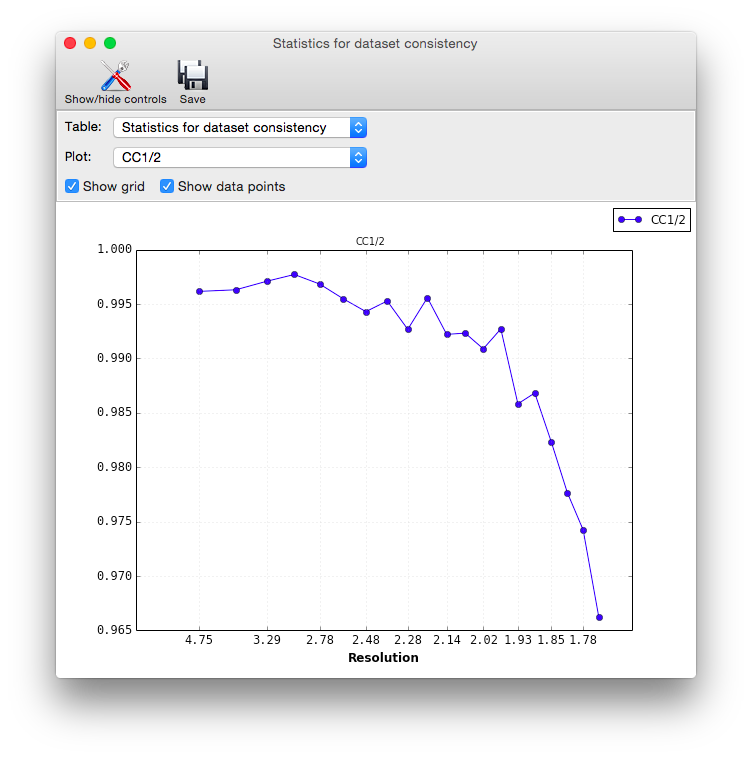 Statistics for dataset consistency
Show/hide controls Save
Table: Statistics for dataset consistency
Plot: CC1/2
Show grid Show data points
CC1/2
CC1/2
1.000
0.995
0.990
0.985
0.980
0.975
0.970
0.965
4.75 3.29 2.78 2.48 2.28 2.14 2.02 1.93 1.85 1.78
Resolution